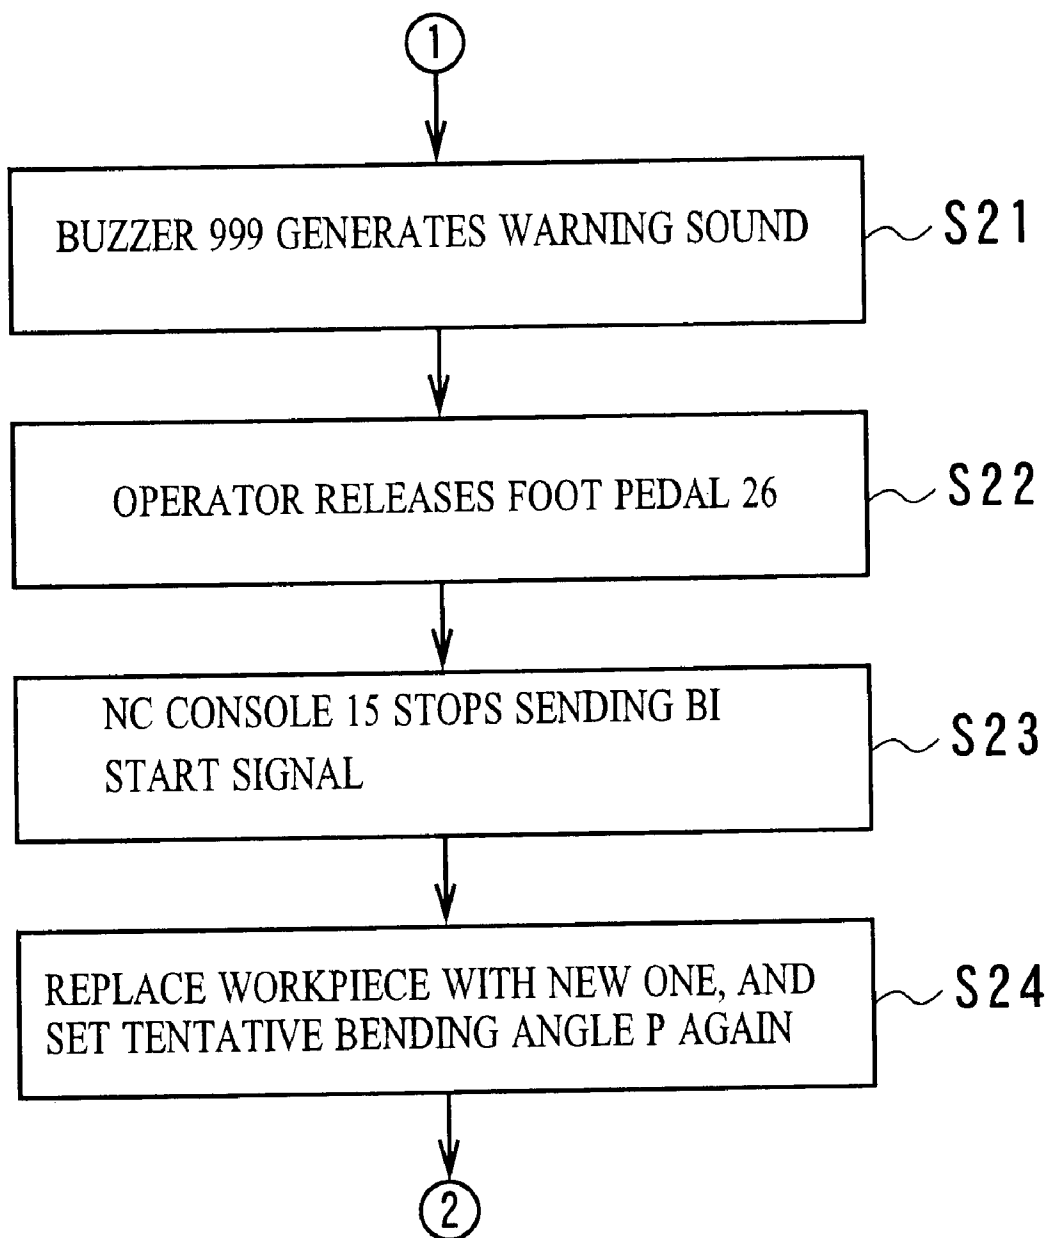 1
BUZZER 999 GENERATES WARNING SOUND
S21
OPERATOR RELEASES FOOT PEDAL 26
S22
NC CONSOLE 15 STOPS SENDING BI
START SIGNAL
S23
REPLACE WORKPIECE WITH NEW ONE, AND
SET TENTATIVE BENDING ANGLE P AGAIN
S24
2